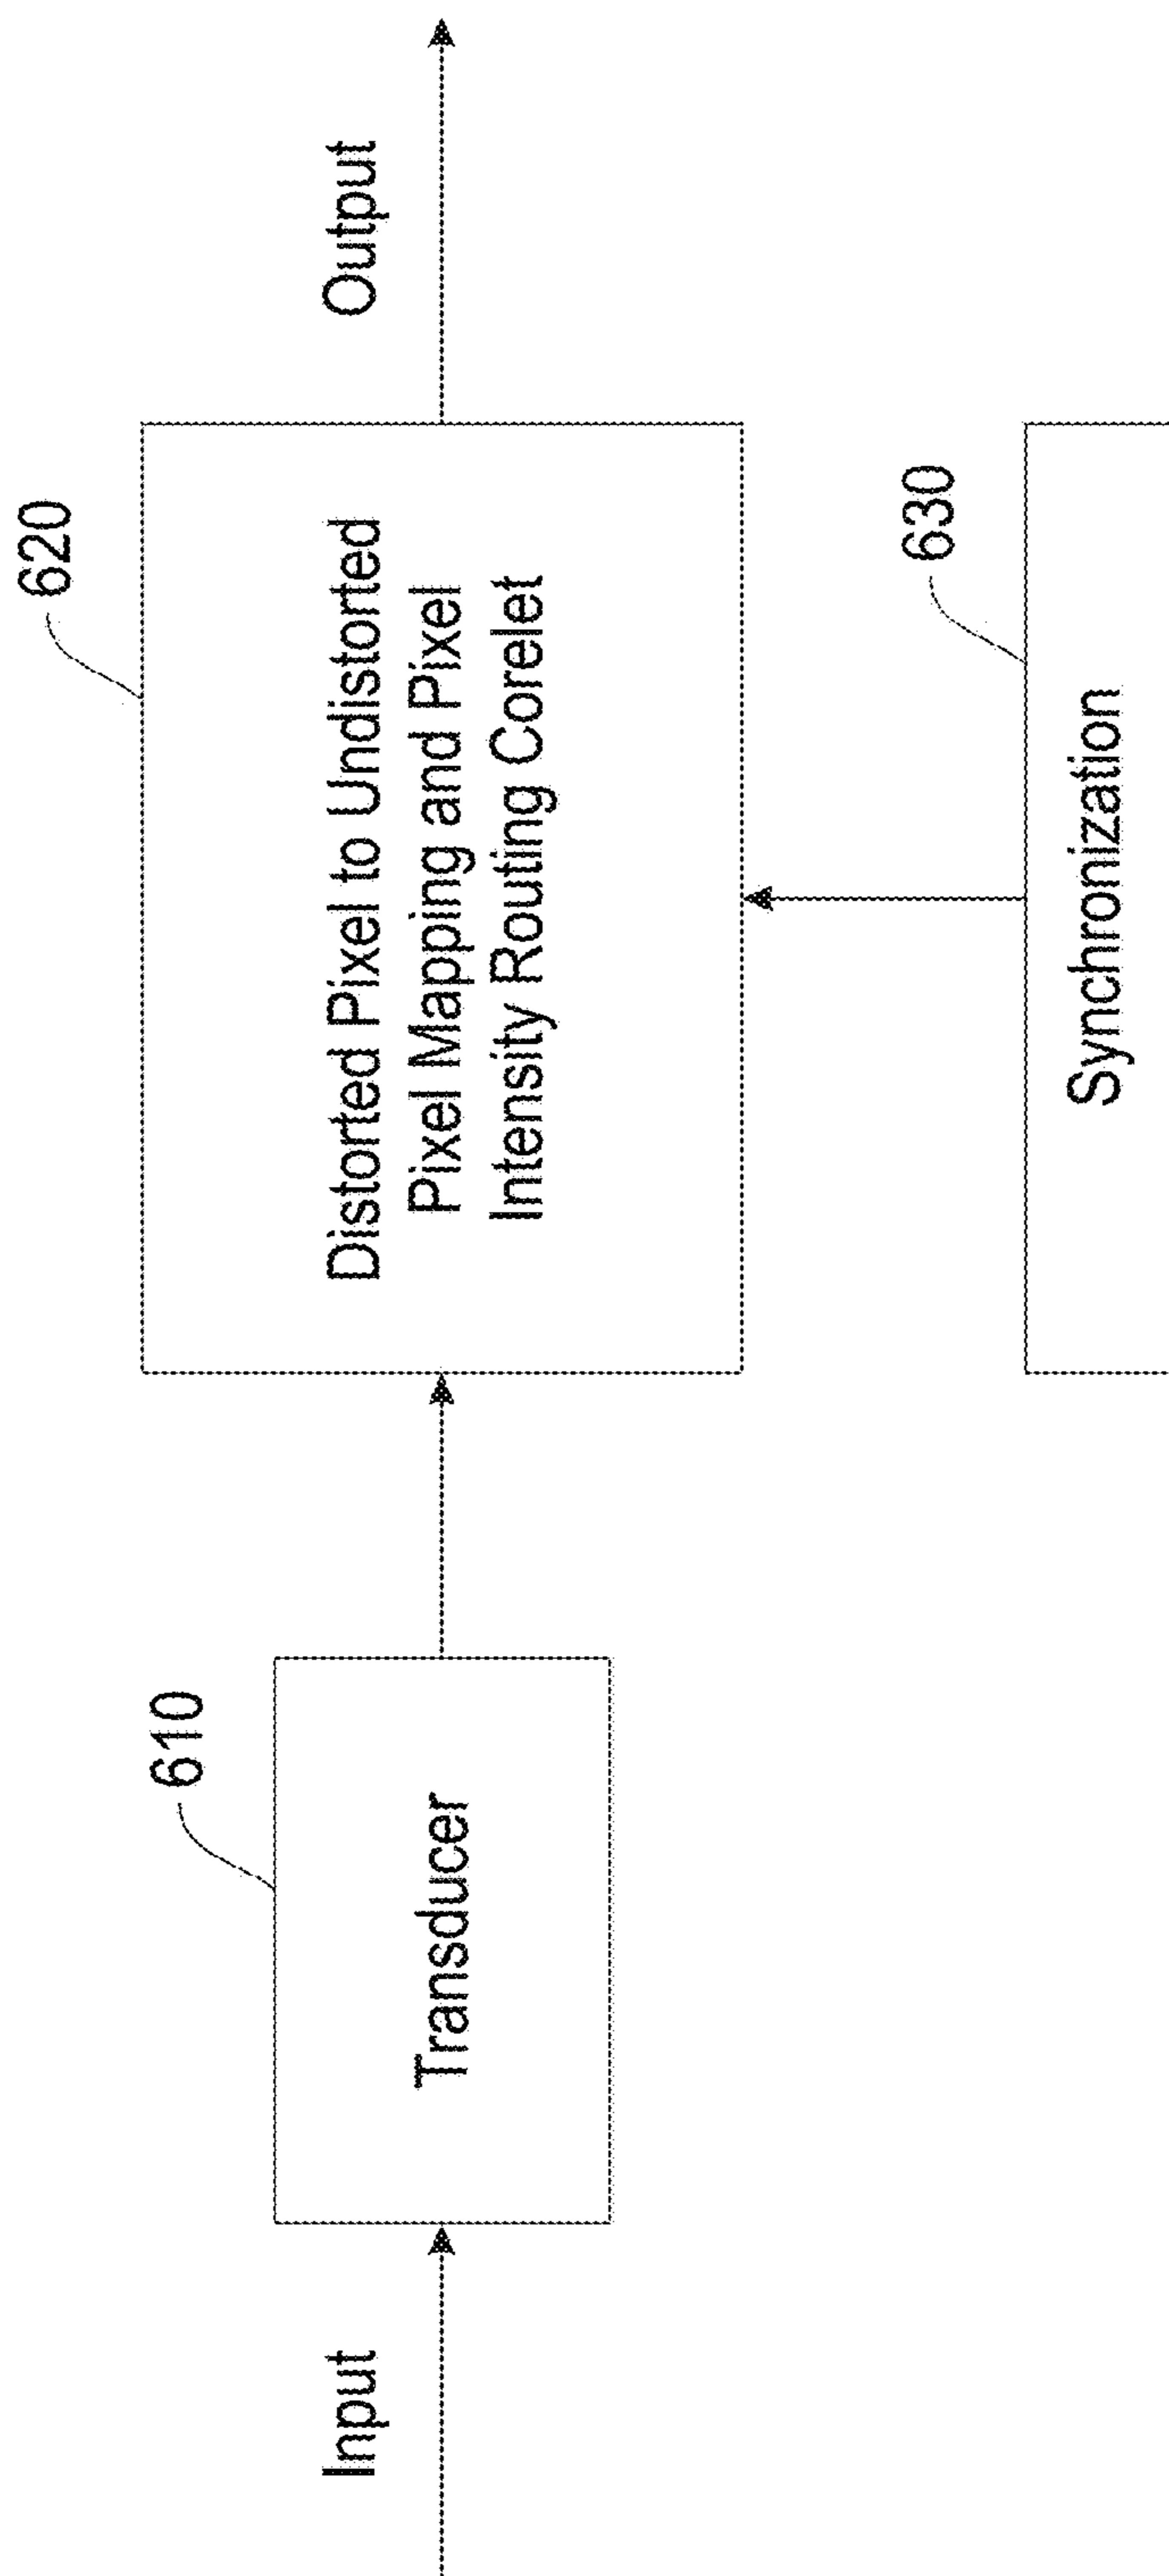 Input
610
Transducer
620
Distorted Pixel to Undistorted
Pixel Mapping and Pixel
Intensity Routing Corelet
Output
630
Synchronization